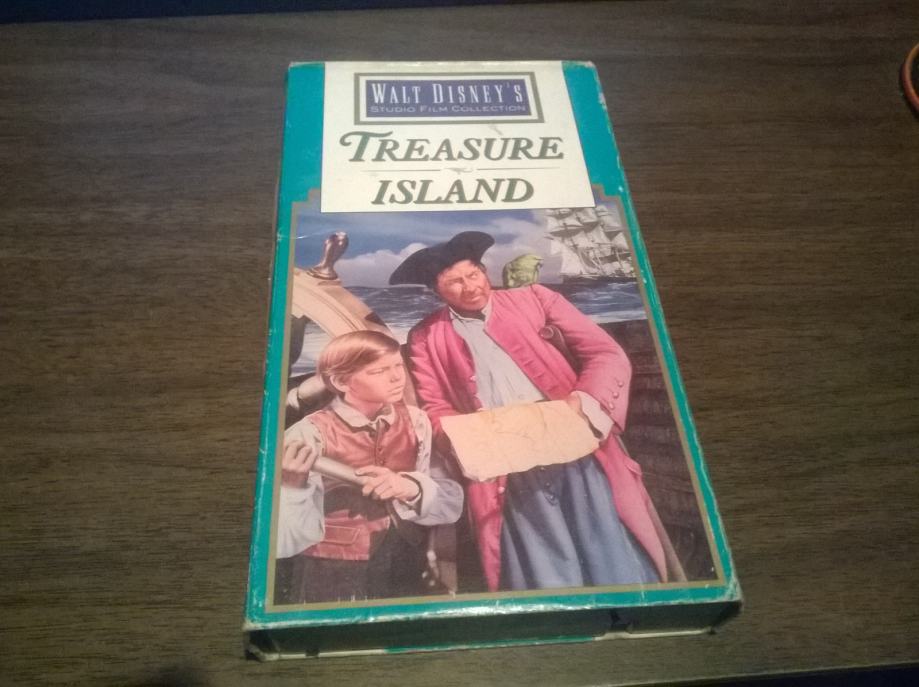 WALT DISNEY'S
STUDIO FILM COLLECTION
TREASURE
ISLAND